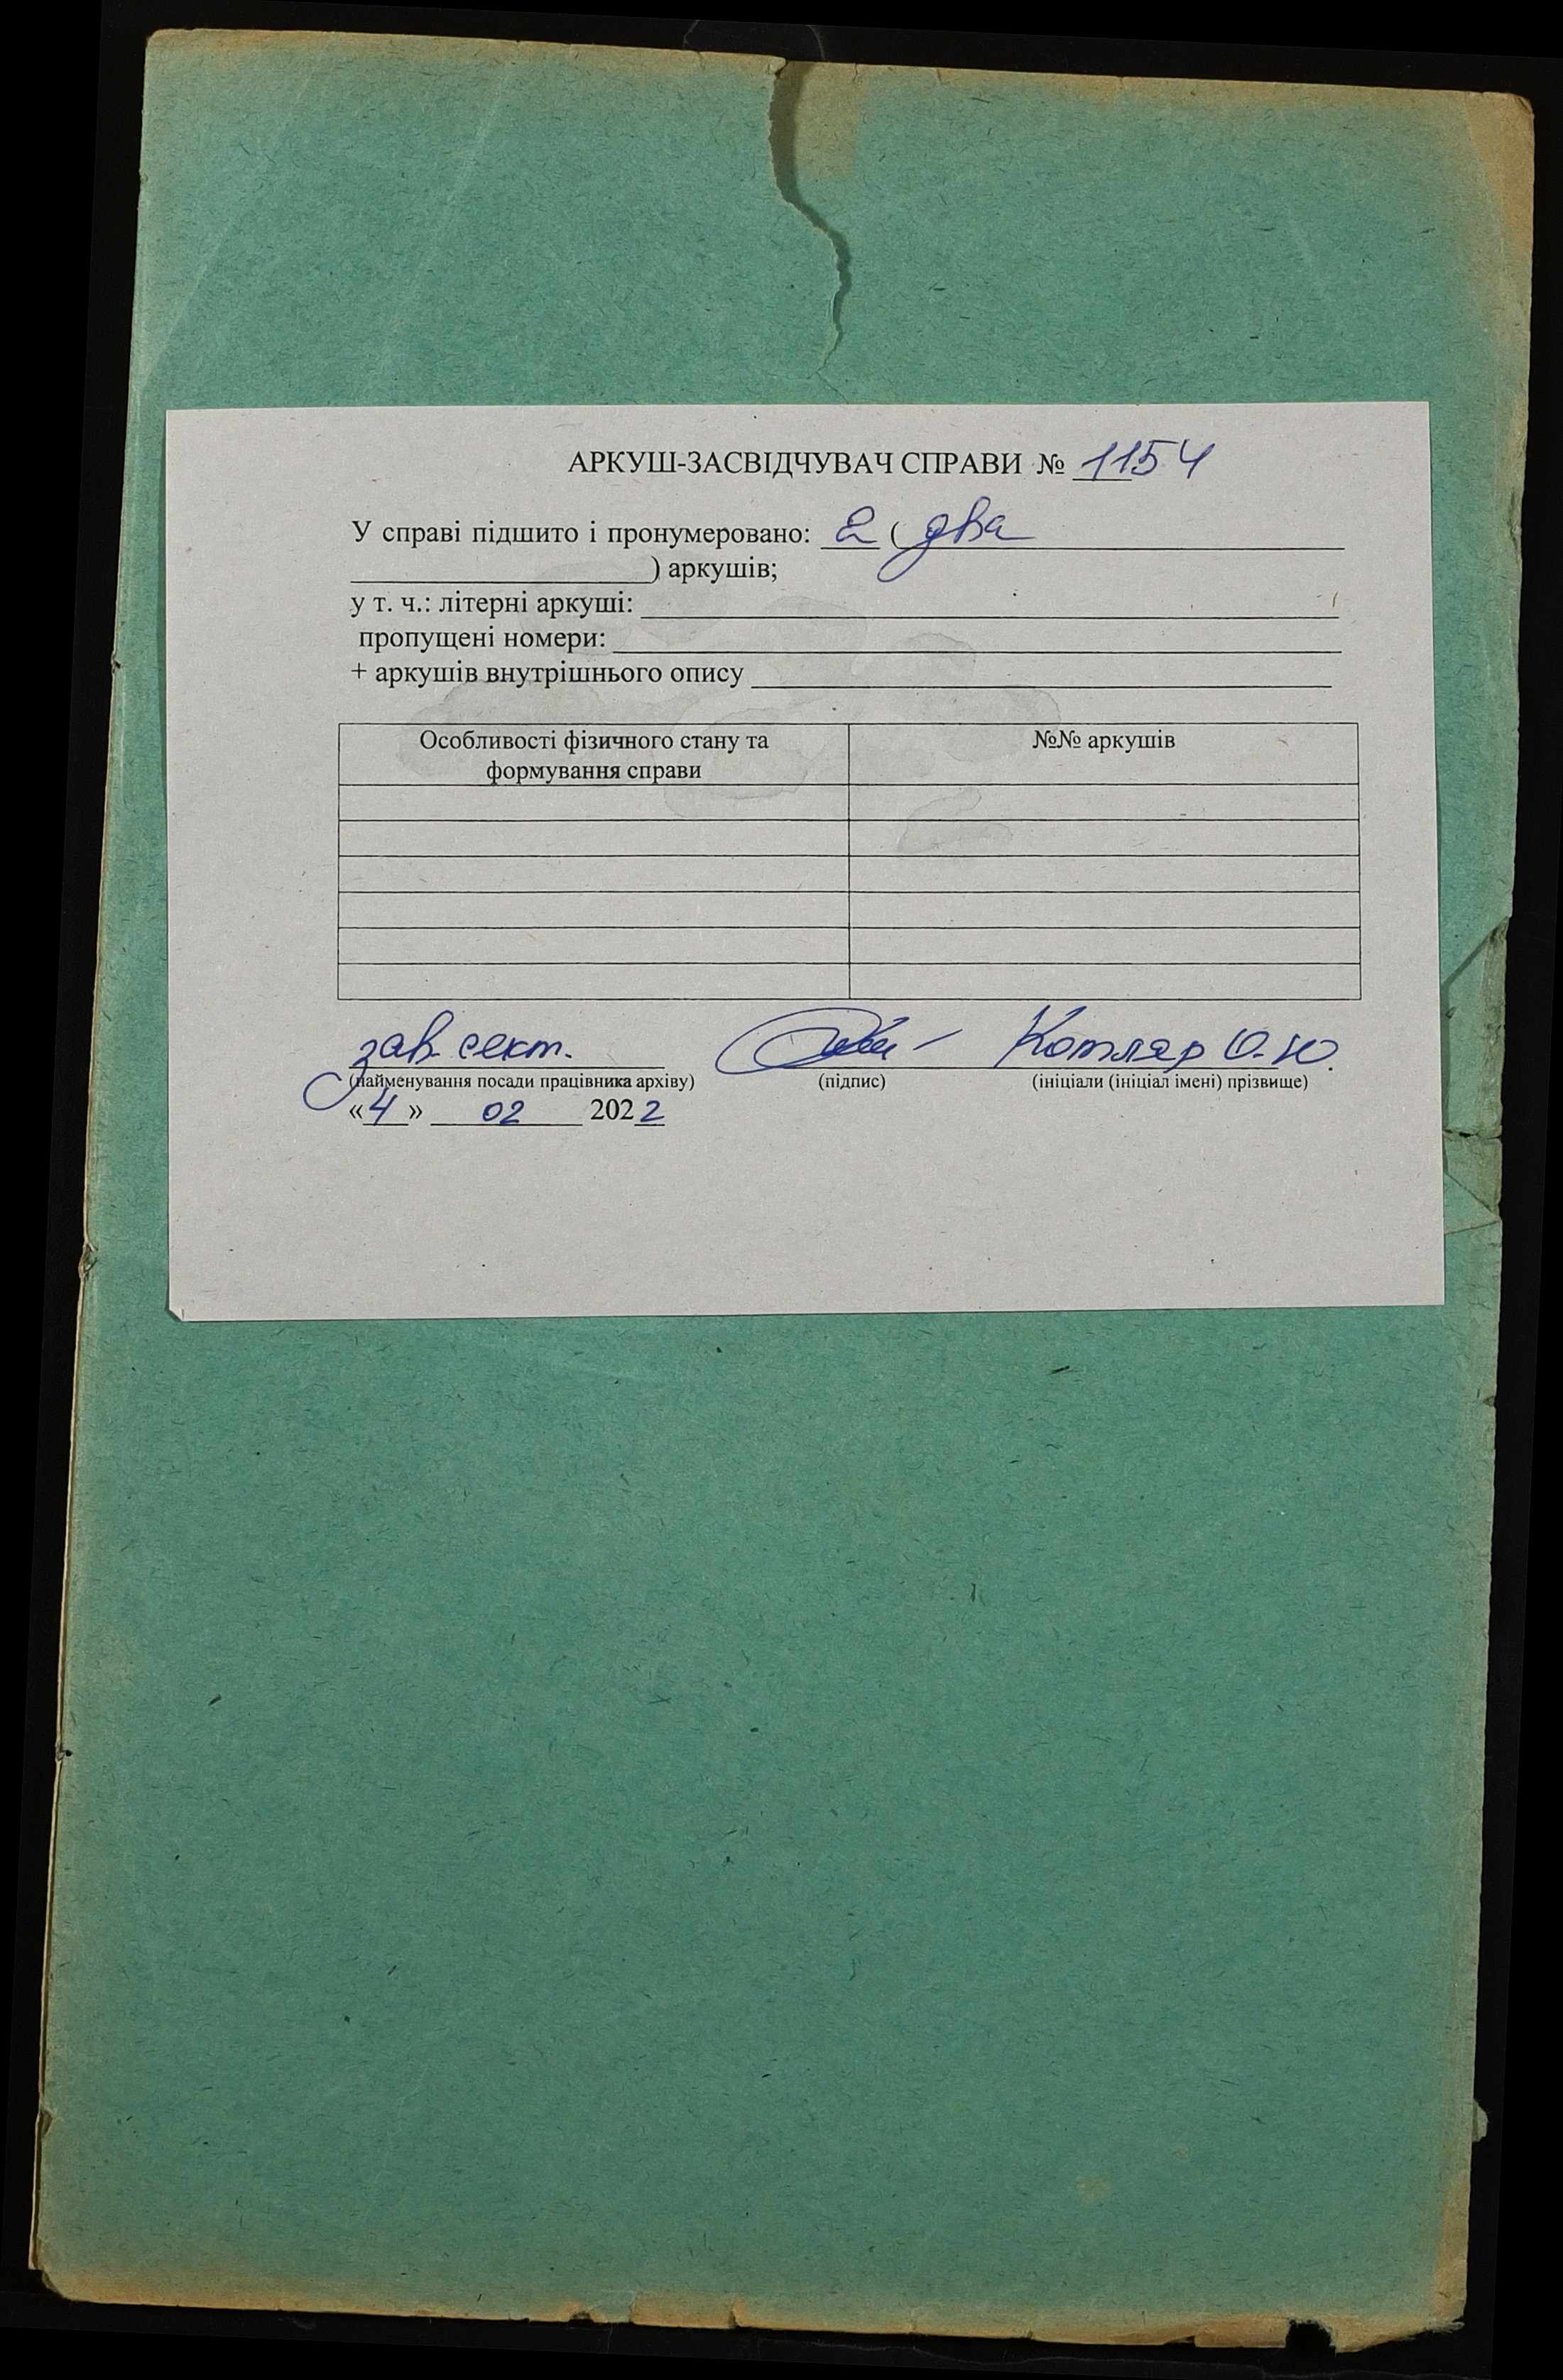 АРКУШ-ЗАСВІДЧУВАЧ СПРАВИ № 1154
У справі підшито і пронумеровано: 2 ( два
) аркушів;
у т. ч.: літерні аркуші:
пропущені номери:
+ аркушів внутрішнього опису
Особливості фізичного стану та формування справи №№ аркушів
зав. сект. Котляр О.Ю.
(найменування посади працівника архіву) (підпис) (ініціали (ініціал імені) прізвище)
«4» 02 2022